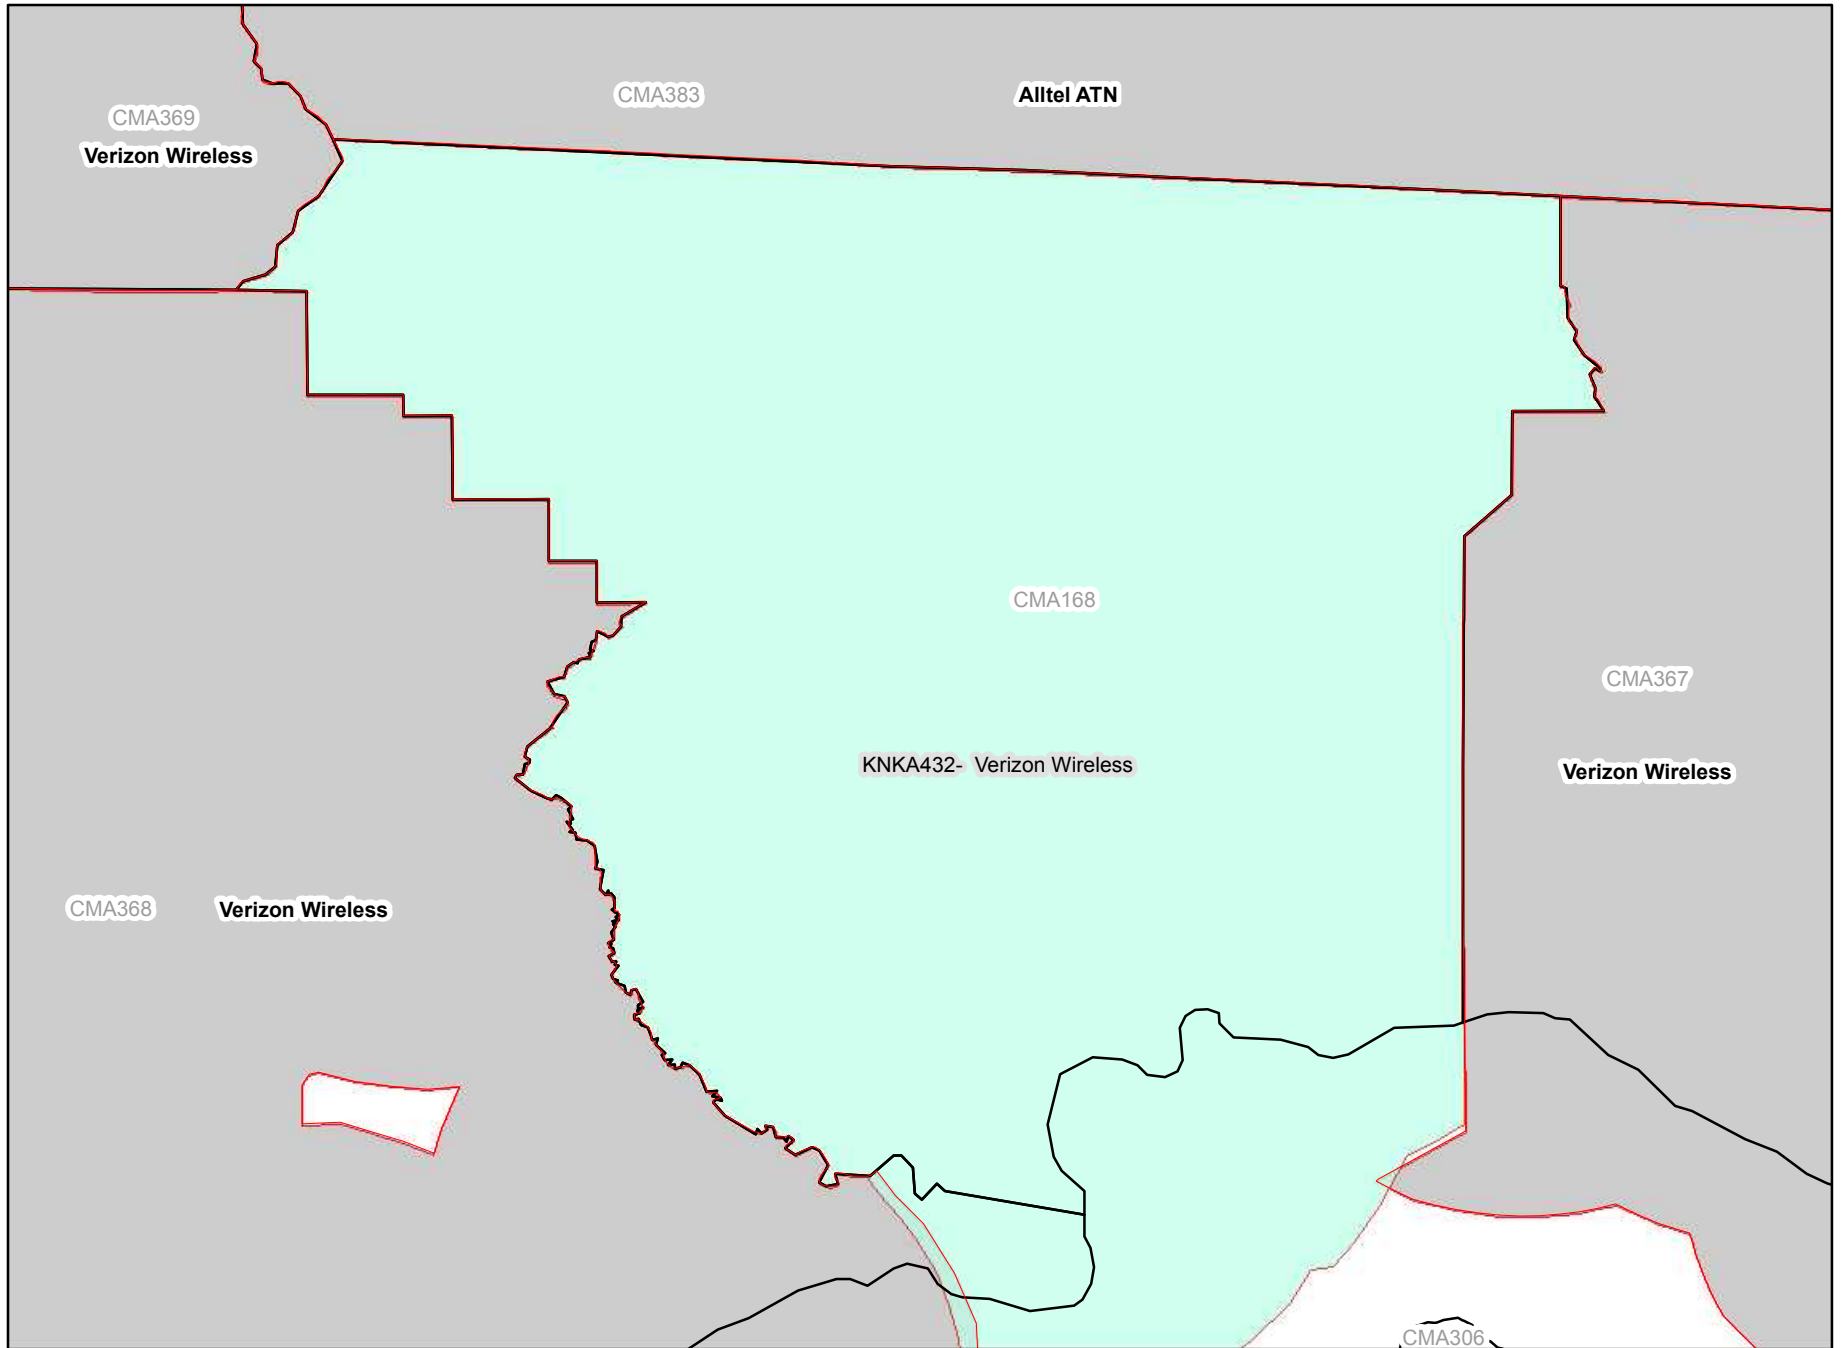 CMA383
Alltel ATN
CMA369
Verizon Wireless
CMA168
CMA367
KNKA432-  Verizon Wireless
Verizon Wireless
CMA368
Verizon Wireless
CMA306